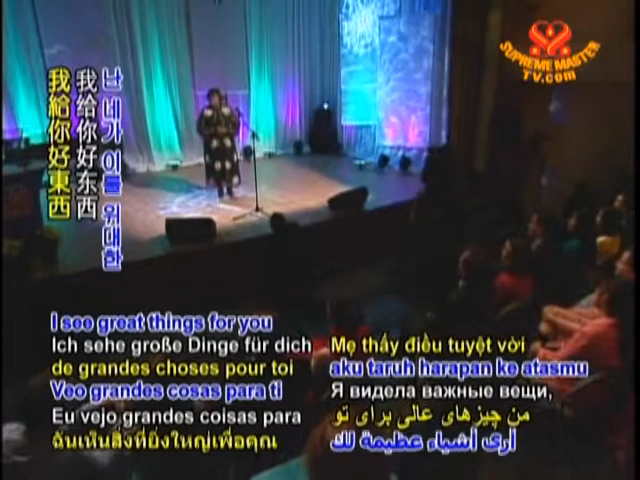 SUPREME MASTER
TV.com
我給你好東西
我给你好东西
난 네가 이룰 위대한
I see great things for you
Ich sehe große Dinge für dich
de grandes choses pour toi
Veo grandes cosas para ti
Eu vejo grandes coisas para
ฉันเห็นสิ่งที่ยิ่งใหญ่เพื่อคุณ
Mẹ thấy điều tuyệt vời
aku taruh harapan ke atasmu
Я видела важные вещи,
من چیز های عالی برای تو
أرى أشياء عظيمة لك